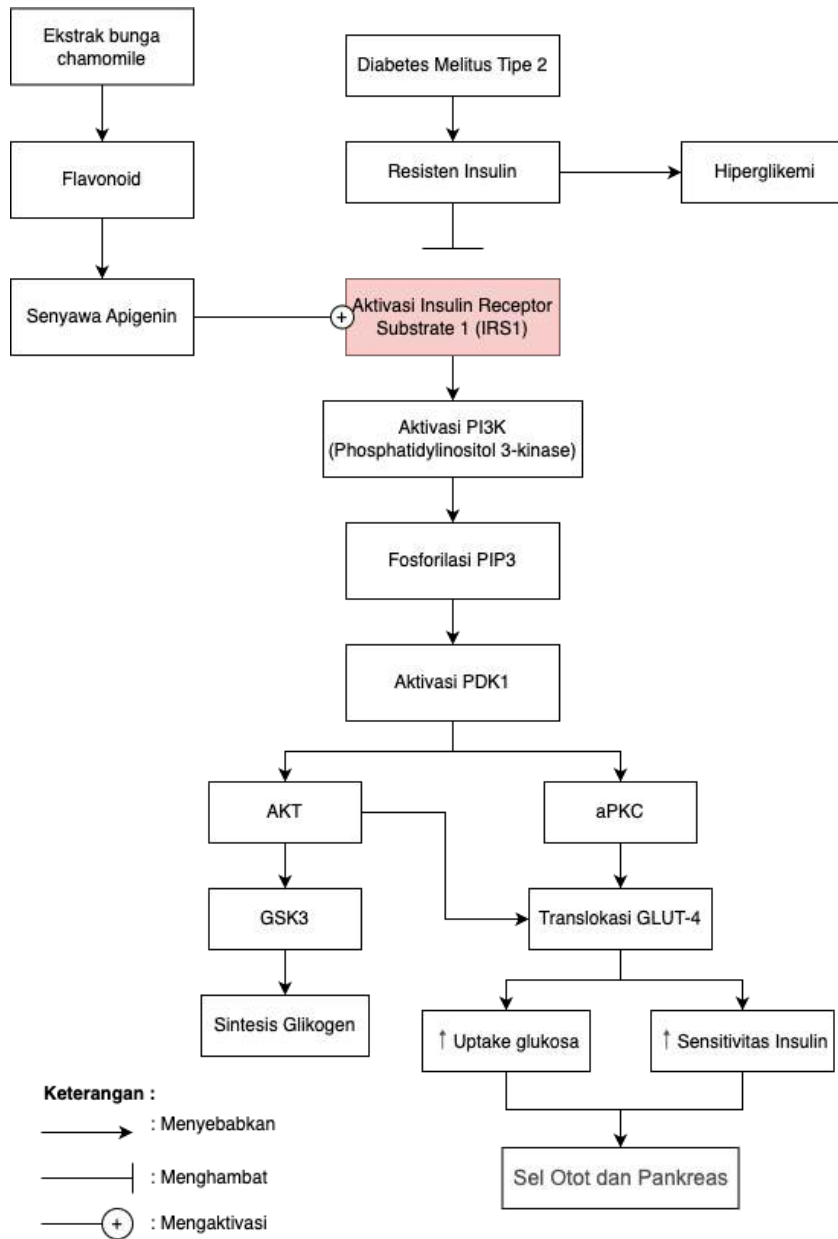 Ekstrak bunga
chamomile
Diabetes Melitus Tipe 2
Flavonoid
Resisten Insulin
Hiperglikemi
Senyawa Apigenin
+
Aktivasi Insulin Receptor
Substrate 1 (IRS1)
Aktivasi PI3K
(Phosphatidylinositol 3-kinase)
Fosforilasi PIP3
Aktivasi PDK1
AKT
aPKC
GSK3
Translokasi GLUT-4
Sintesis Glikogen
↑ Uptake glukosa
↑ Sensitivitas Insulin
Sel Otot dan Pankreas
Keterangan :
: Menyebabkan
: Menghambat
+ : Mengaktivasi